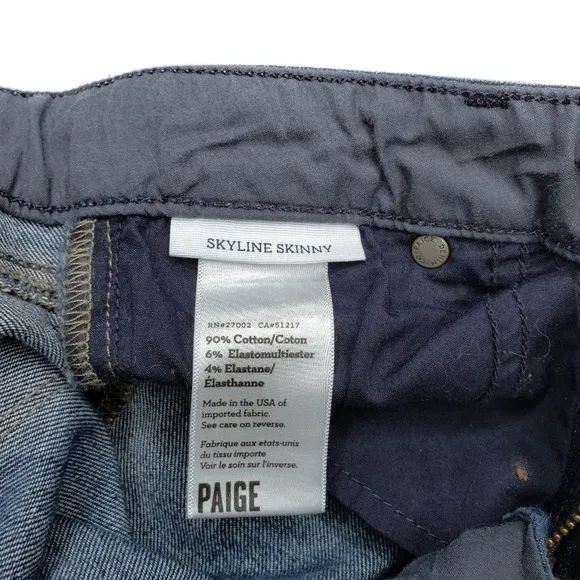 SKYLINE SKINNY
RN#27002 CA#51217
90% Cotton/Coton
6% Elastomultiester
4% Elastane/
Élasthanne
Made in the USA of
imported fabric.
See care on reverse.
Fabrique aux etats-unis
du tissu importe
Voir le soin sur l'inverse.
PAIGE